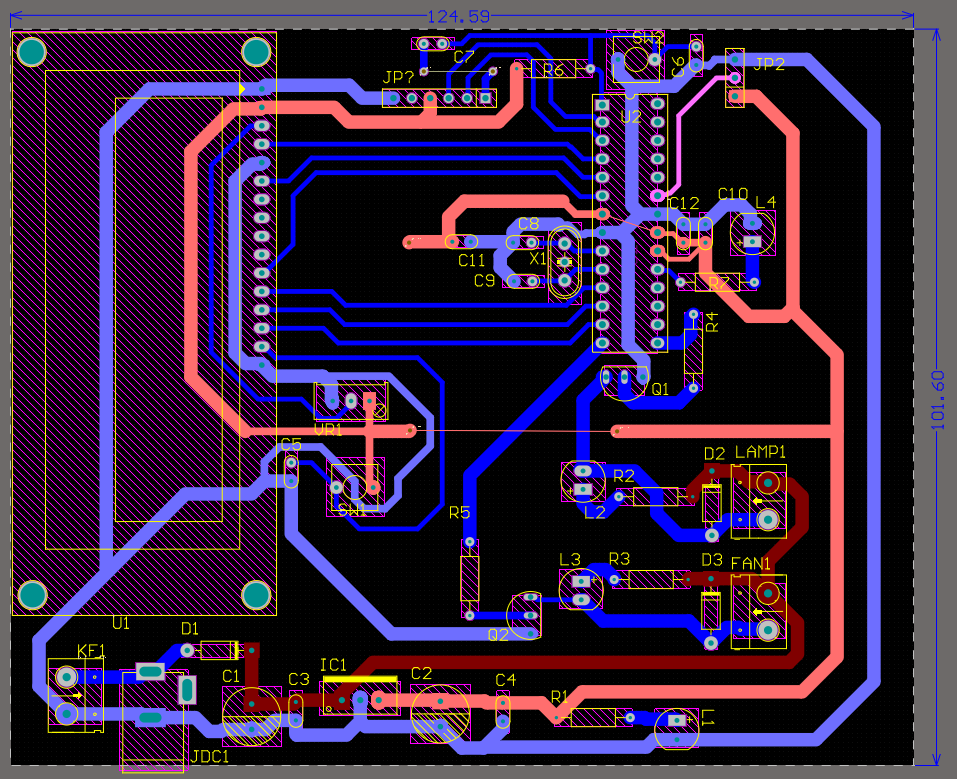 124.59
SW2
C7
C6
JP2
R6
JP?
U2
C10
L4
C12
C8
C11
X1
C9
R7
R4
Q1
VR1
101.60
C5
D2
LAMP1
R2
SW1
L2
R5
L3
R3
D3
FAN1
U1
Q2
D1
KF1
IC1
C1
C3
C2
C4
R1
L1
JDC1